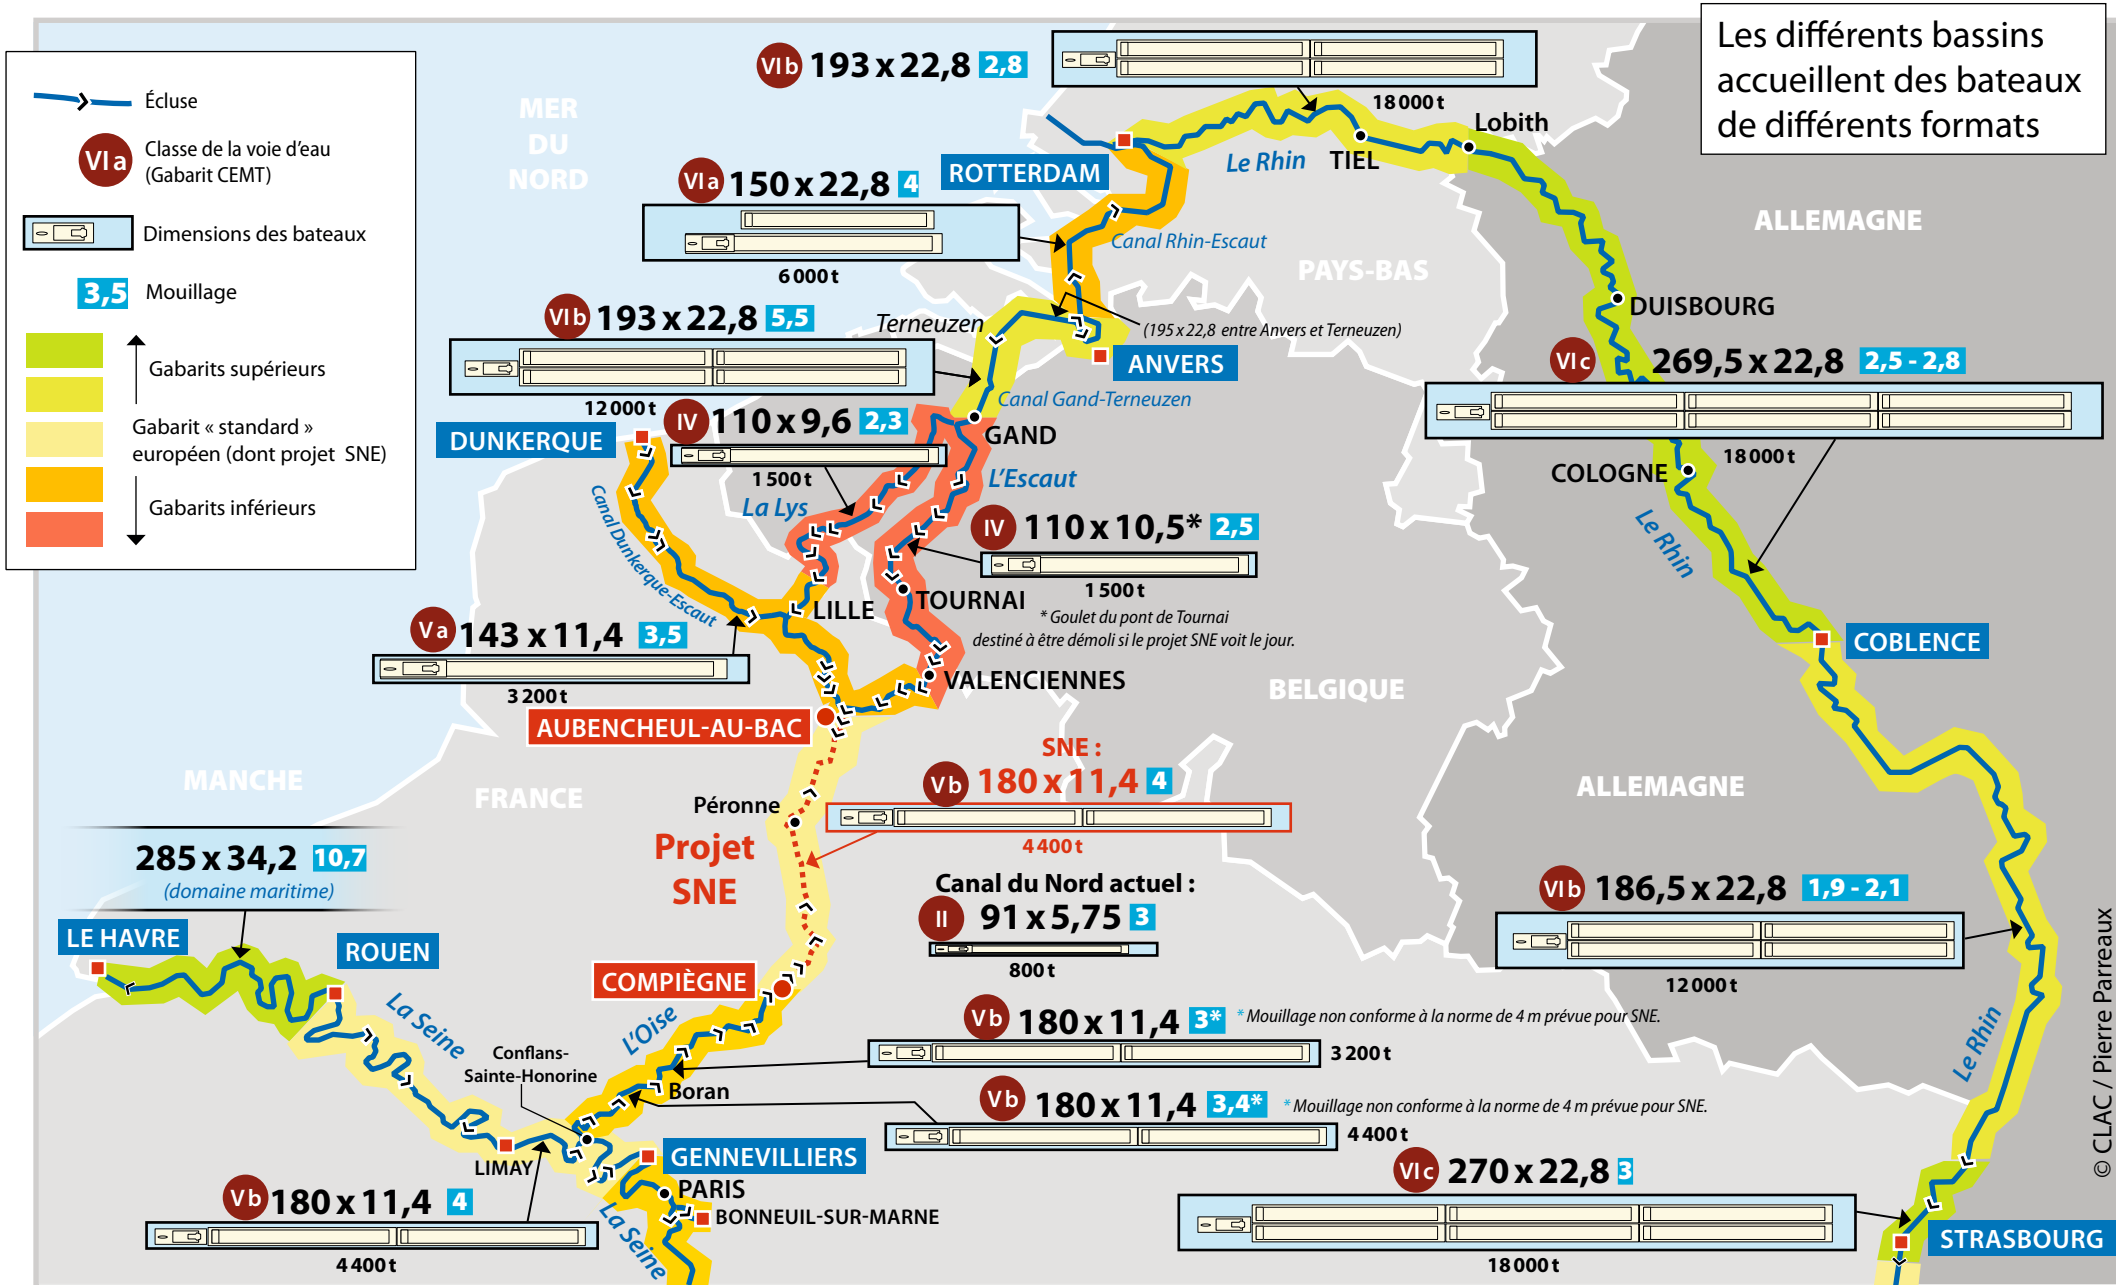 Les différents bassins
accueillent des bateaux
de différents formats
Écluse
VI a
Classe de la voie d'eau
(Gabarit CEMT)
Dimensions des bateaux
3,5
Mouillage
Gabarits supérieurs
Gabarit « standard »
européen (dont projet SNE)
Gabarits inférieurs
MER
DU
NORD
VI b 193 x 22,8 2,8
18 000 t
Lobith
TIEL
Le Rhin
ROTTERDAM
VI a 150 x 22,8 4
6 000 t
Canal Rhin-Escaut
PAYS-BAS
ALLEMAGNE
DUISBOURG
VI b 193 x 22,8 5,5
12 000 t
Terneuzen
(195 x 22,8 entre Anvers et Terneuzen)
ANVERS
Canal Gand-Terneuzen
VI c 269,5 x 22,8 2,5 - 2,8
18 000 t
COLOGNE
Le Rhin
DUNKERQUE
IV 110 x 9,6 2,3
1 500 t
GAND
L'Escaut
La Lys
Canal Dunkerque-Escaut
IV 110 x 10,5* 2,5
1 500 t
* Goulet du pont de Tournai
destiné à être démoli si le projet SNE voit le jour.
LILLE
TOURNAI
V a 143 x 11,4 3,5
3 200 t
VALENCIENNES
BELGIQUE
COBLENCE
AUBENCHEUL-AU-BAC
SNE :
V b 180 x 11,4 4
4 400 t
MANCHE
FRANCE
ALLEMAGNE
Péronne
Projet
SNE
285 x 34,2 10,7
(domaine maritime)
Canal du Nord actuel :
II 91 x 5,75 3
800 t
VI b 186,5 x 22,8 1,9 - 2,1
12 000 t
LE HAVRE
ROUEN
COMPIÈGNE
La Seine
L'Oise
V b 180 x 11,4 3* * Mouillage non conforme à la norme de 4 m prévue pour SNE.
3 200 t
Conflans-
Sainte-Honorine
Boran
V b 180 x 11,4 3,4* * Mouillage non conforme à la norme de 4 m prévue pour SNE.
4 400 t
Le Rhin
LIMAY
GENNEVILLIERS
PARIS
BONNEUIL-SUR-MARNE
La Seine
V b 180 x 11,4 4
4 400 t
VI c 270 x 22,8 3
18 000 t
STRASBOURG
© CLAC / Pierre Parreaux